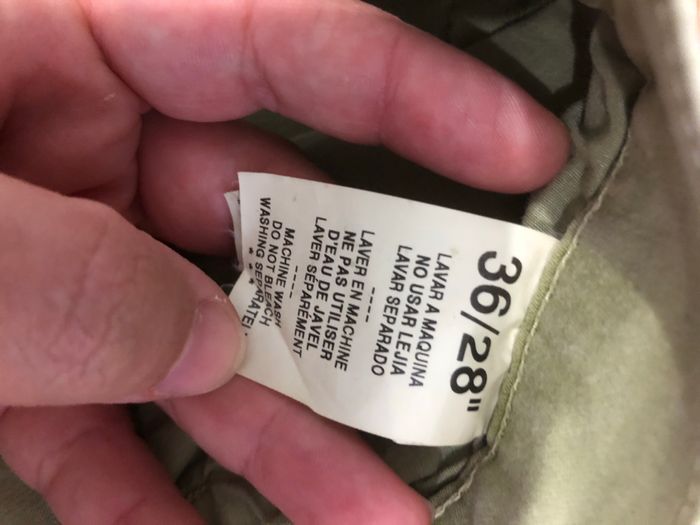 36/28"
LAVAR A MAQUINA
NO USAR LEJIA
LAVAR SEPARADO
----
LAVER EN MACHINE
NE PAS UTILISER
D'EAU DE JAVEL
LAVER SÉPARÉMENT
----
MACHINE WASH
DO NOT BLEACH
WASHING SEPARATEL
* * *